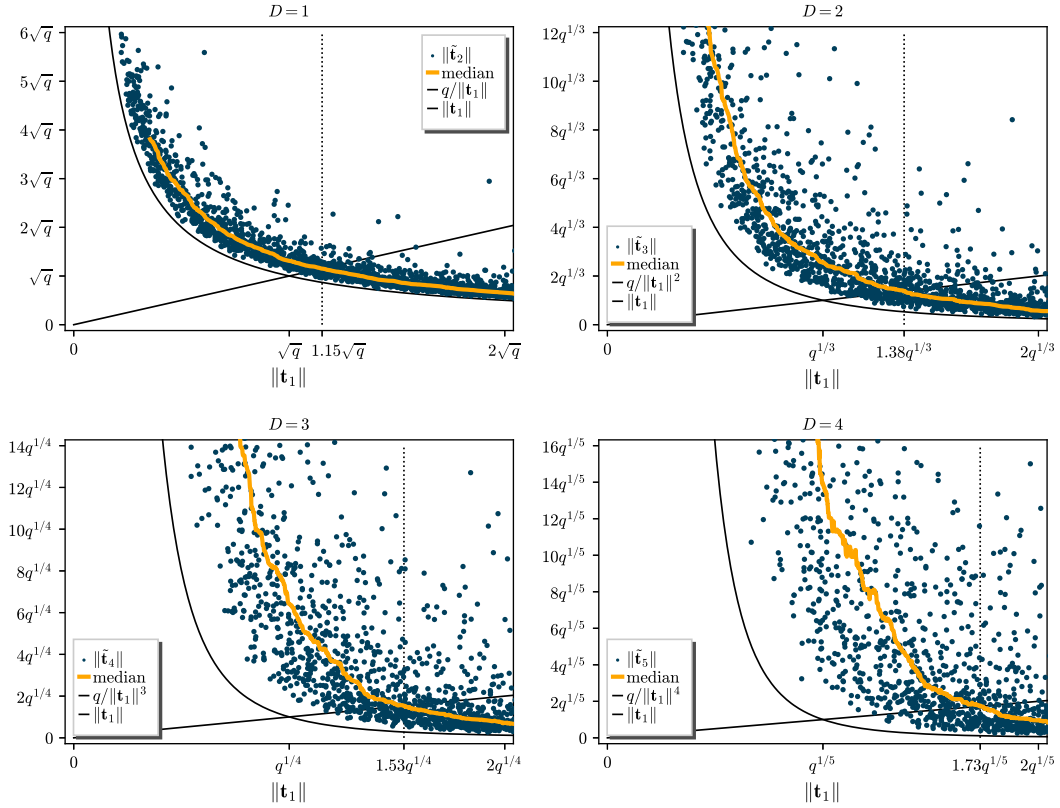 D = 1
6√q
5√q
4√q
3√q
2√q
√q
0
‖t̃₂‖
median
q/‖t₁‖
‖t₁‖
0
√q
1.15√q
2√q
‖t₁‖
D = 2
12q^{1/3}
10q^{1/3}
8q^{1/3}
6q^{1/3}
4q^{1/3}
2q^{1/3}
0
‖t̃₃‖
median
q/‖t₁‖²
‖t₁‖
0
q^{1/3}
1.38q^{1/3}
2q^{1/3}
‖t₁‖
D = 3
14q^{1/4}
12q^{1/4}
10q^{1/4}
8q^{1/4}
6q^{1/4}
4q^{1/4}
2q^{1/4}
0
‖t̃₄‖
median
q/‖t₁‖³
‖t₁‖
0
q^{1/4}
1.53q^{1/4}
2q^{1/4}
‖t₁‖
D = 4
16q^{1/5}
14q^{1/5}
12q^{1/5}
10q^{1/5}
8q^{1/5}
6q^{1/5}
4q^{1/5}
2q^{1/5}
0
‖t̃₅‖
median
q/‖t₁‖⁴
‖t₁‖
0
q^{1/5}
1.73q^{1/5}
2q^{1/5}
‖t₁‖